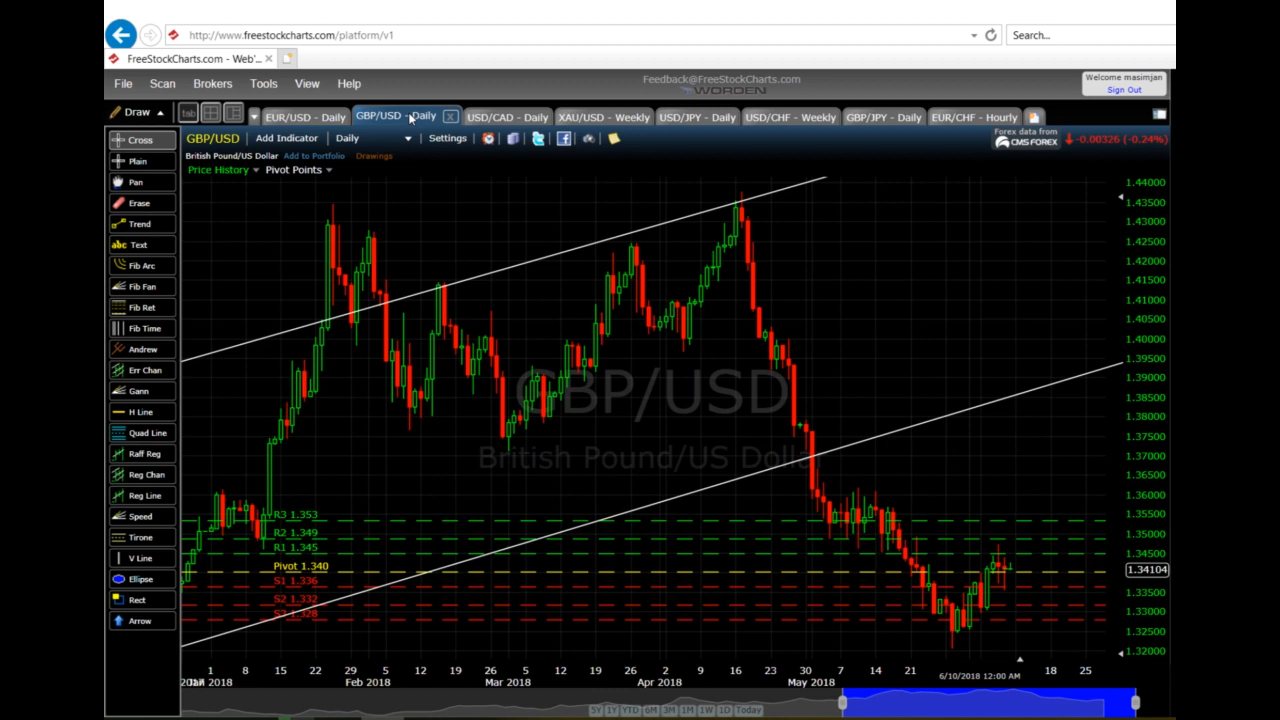 http://www.freestockcharts.com/platform/v1
Search...
FreeStockCharts.com - Web'...
File Scan Brokers Tools View Help
Feedback@FreeStockCharts.com
WORDEN
Welcome masimjan
Sign Out
Draw
tab
EUR/USD - Daily
GBP/USD - Daily
USD/CAD - Daily
XAU/USD - Weekly
USD/JPY - Daily
USD/CHF - Weekly
GBP/JPY - Daily
EUR/CHF - Hourly
GBP/USD Add Indicator Daily Settings
Forex data from
CMS FOREX
-0.00326 (-0.24%)
British Pound/US Dollar Add to Portfolio Drawings
Price History Pivot Points
Cross
Plain
Pan
Erase
Trend
abc Text
Fib Arc
Fib Fan
Fib Ret
Fib Time
Andrew
Err Chan
Gann
H Line
Quad Line
Raff Reg
Reg Chan
Reg Line
Speed
Tirone
V Line
Ellipse
Rect
Arrow
GBP/USD
British Pound/US Dollar
R3 1.353
R2 1.349
R1 1.345
Pivot 1.340
S1 1.336
S2 1.332
S3 1.328
1.44000
1.43500
1.43000
1.42500
1.42000
1.41500
1.41000
1.40500
1.40000
1.39500
1.39000
1.38500
1.38000
1.37500
1.37000
1.36500
1.36000
1.35500
1.35000
1.34500
1.34104
1.33500
1.33000
1.32500
1.32000
1 8 15 22 29 5 12 19 26 5 12 19 26 2 9 16 23 30 7 14 21 18 25
Jan 2018 Feb 2018 Mar 2018 Apr 2018 May 2018
6/10/2018 12:00 AM
5Y 1Y YTD 6M 3M 1M 1W 1D Today